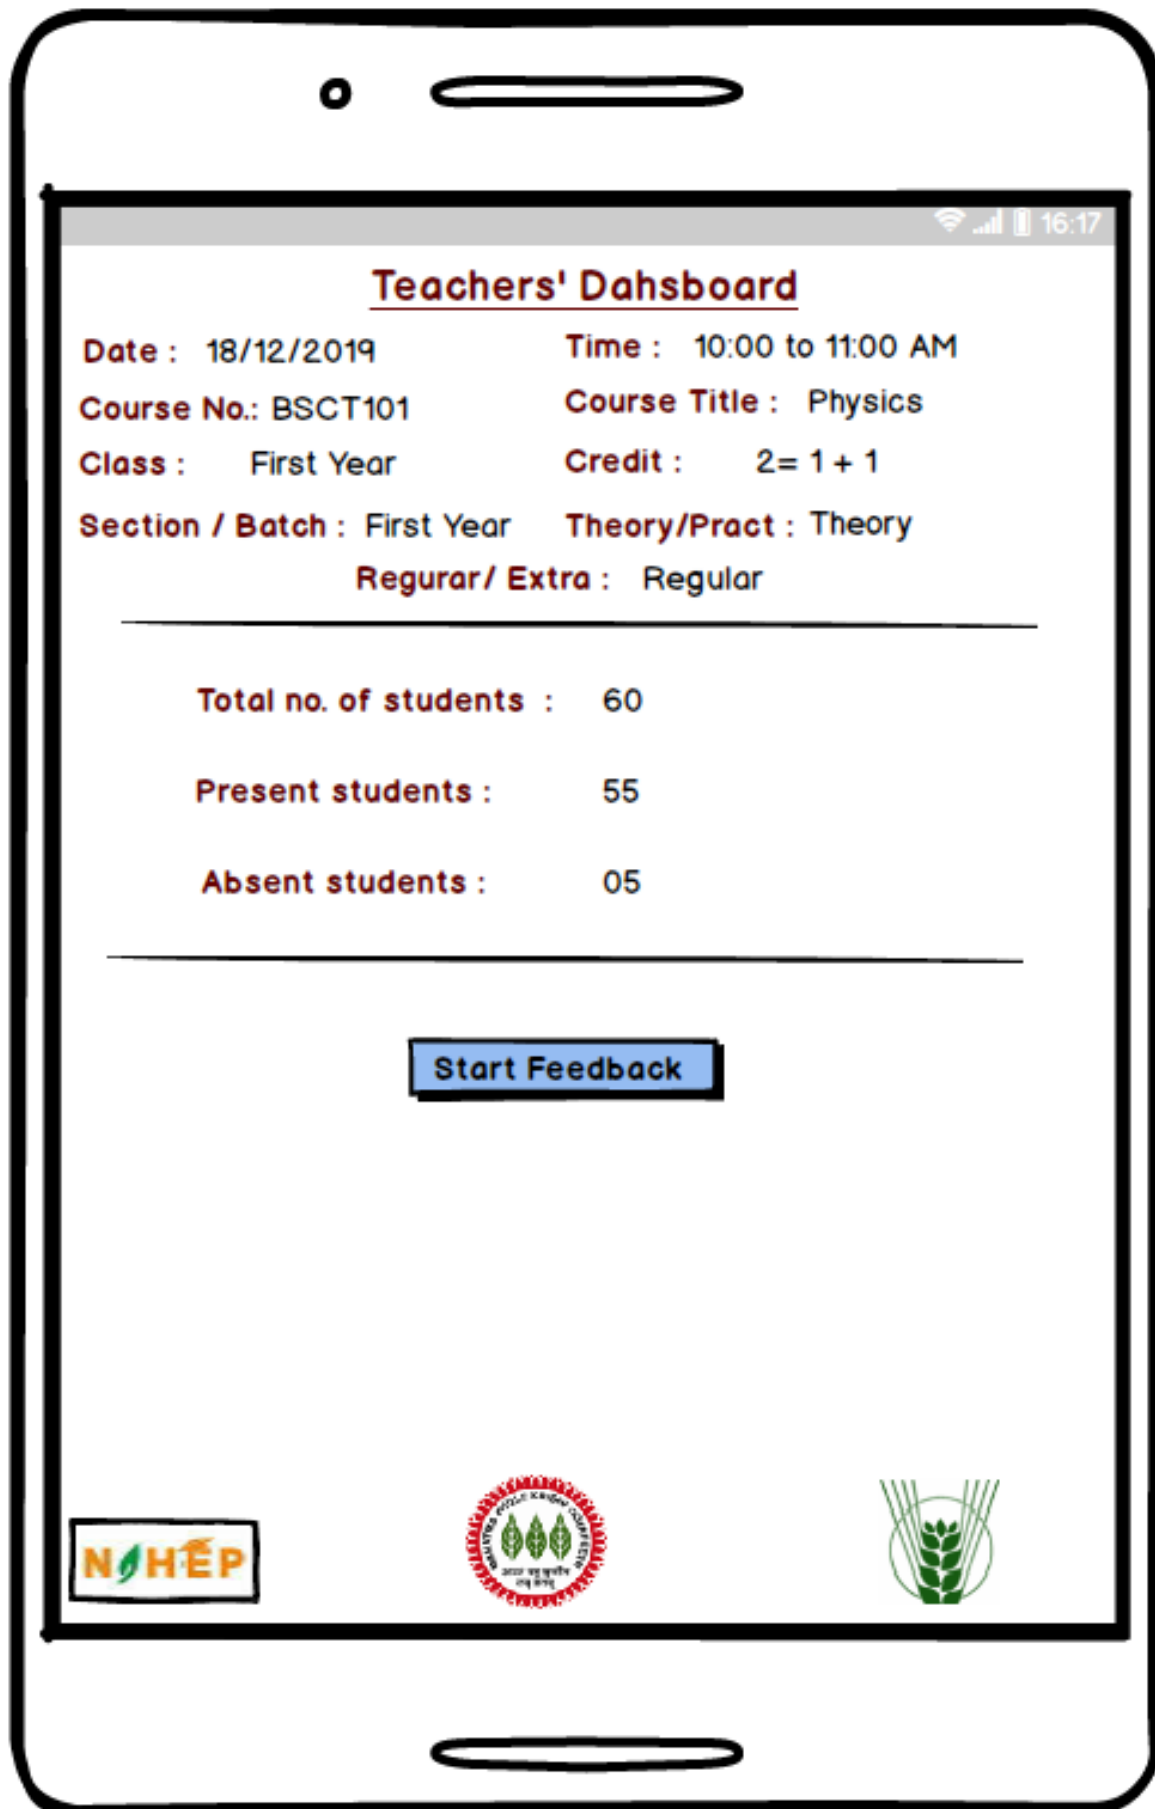 16:17
Teachers' Dahsboard
Date : 18/12/2019 Time : 10:00 to 11:00 AM
Course No.: BSCT101 Course Title : Physics
Class : First Year Credit : 2= 1 + 1
Section / Batch : First Year Theory/Pract : Theory
Regurar/ Extra : Regular
Total no. of students : 60
Present students : 55
Absent students : 05
Start Feedback
NAHEP